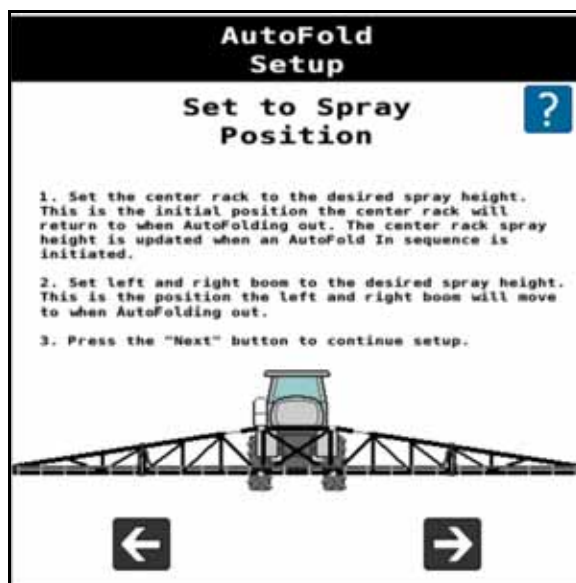 AutoFold
Setup
Set to Spray
Position
?
1. Set the center rack to the desired spray height.
This is the initial position the center rack will
return to when AutoFolding out. The center rack spray
height is updated when an AutoFold In sequence is
initiated.
2. Set left and right boom to the desired spray height.
This is the position the left and right boom will move
to when AutoFolding out.
3. Press the "Next" button to continue setup.